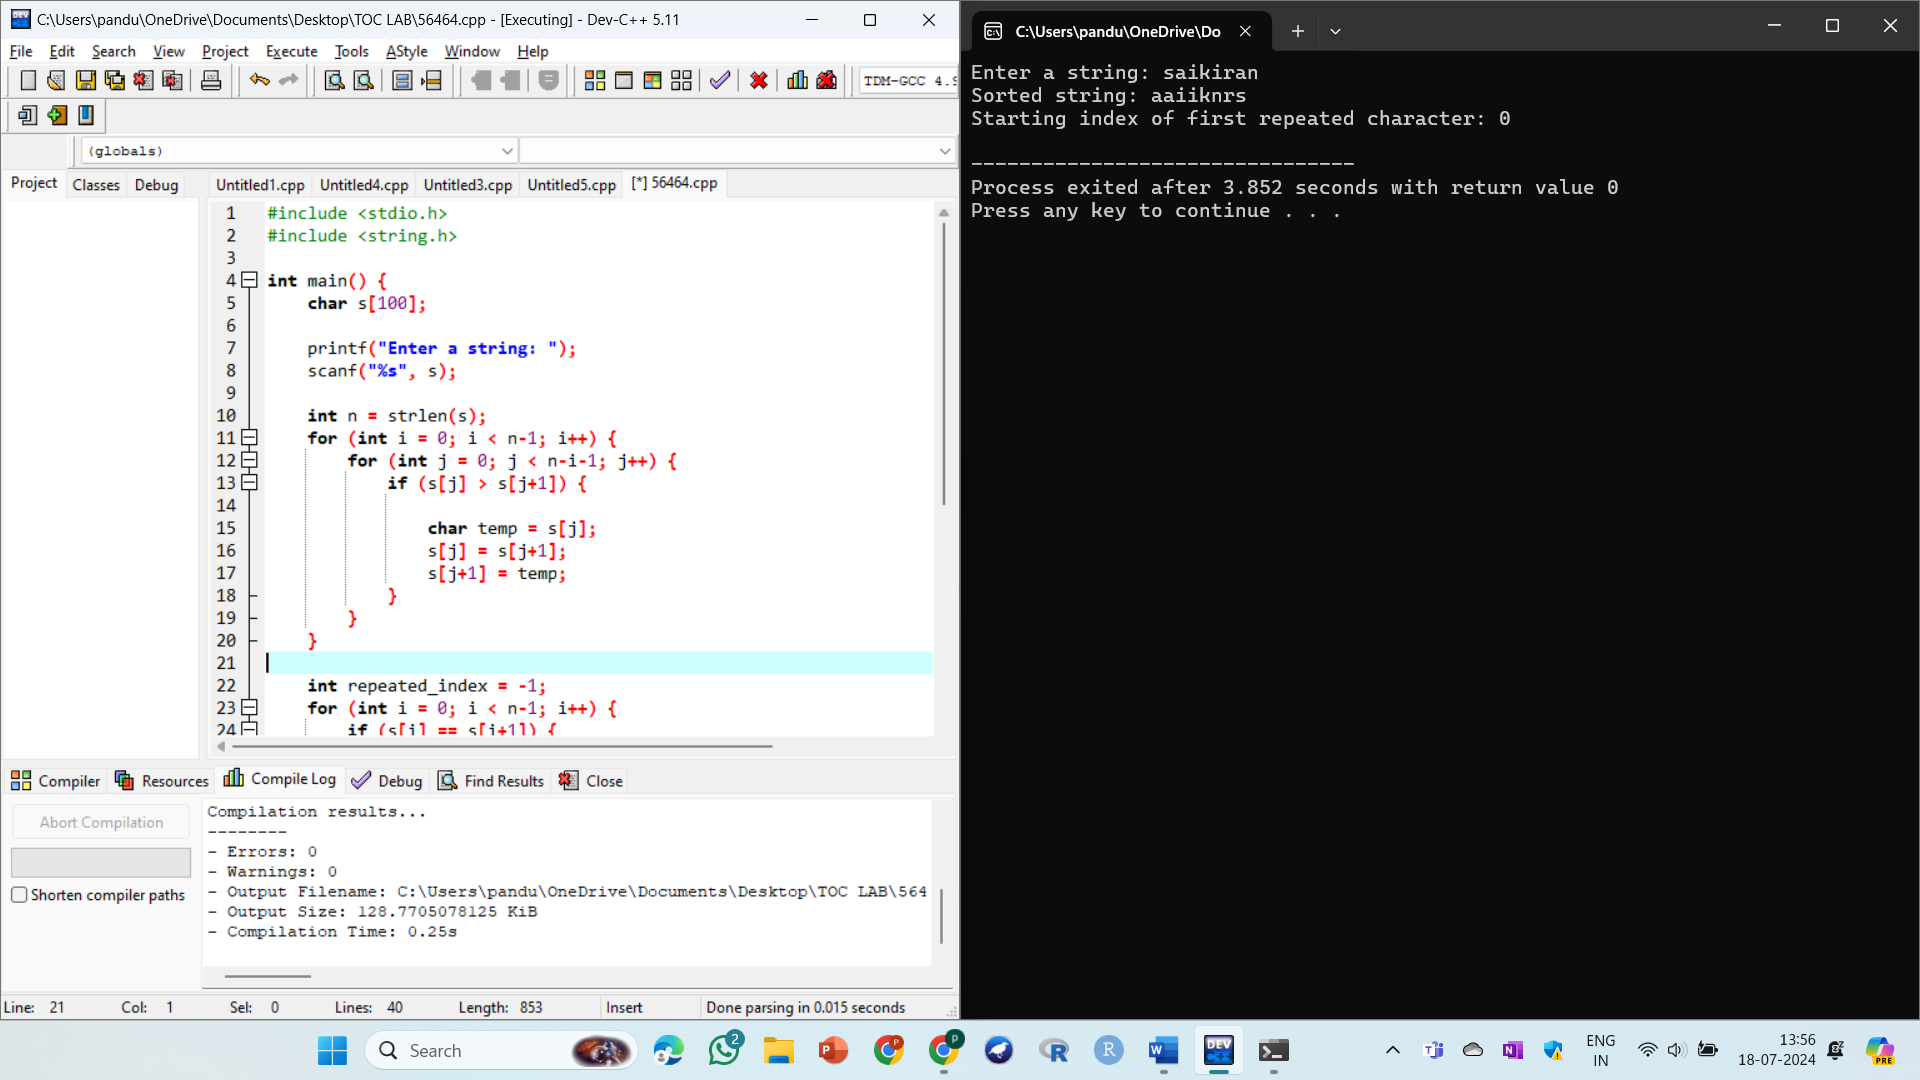 C:\Users\pandu\OneDrive\Documents\Desktop\TOC LAB\56464.cpp - [Executing] - Dev-C++ 5.11
File Edit Search View Project Execute Tools AStyle Window Help
TDM-GCC 4.9
(globals)
Project Classes Debug
Untitled1.cpp Untitled4.cpp Untitled3.cpp Untitled5.cpp [*] 56464.cpp
1 #include <stdio.h>
2 #include <string.h>
3
4 int main() {
5 char s[100];
6
7 printf("Enter a string: ");
8 scanf("%s", s);
9
10 int n = strlen(s);
11 for (int i = 0; i < n-1; i++) {
12 for (int j = 0; j < n-i-1; j++) {
13 if (s[j] > s[j+1]) {
14
15 char temp = s[j];
16 s[j] = s[j+1];
17 s[j+1] = temp;
18 }
19 }
20 }
21
22 int repeated_index = -1;
23 for (int i = 0; i < n-1; i++) {
24 if (s[i] == s[i+1]) {
Compiler Resources Compile Log Debug Find Results Close
Abort Compilation
Shorten compiler paths
Compilation results...
--------
- Errors: 0
- Warnings: 0
- Output Filename: C:\Users\pandu\OneDrive\Documents\Desktop\TOC LAB\564
- Output Size: 128.7705078125 KiB
- Compilation Time: 0.25s
Line: 21 Col: 1 Sel: 0 Lines: 40 Length: 853 Insert Done parsing in 0.015 seconds
C:\Users\pandu\OneDrive\Do
Enter a string: saikiran
Sorted string: aaiiknrs
Starting index of first repeated character: 0
--------------------------------
Process exited after 3.852 seconds with return value 0
Press any key to continue . . .
Search
2
ENG
IN
13:56
18-07-2024
PRE